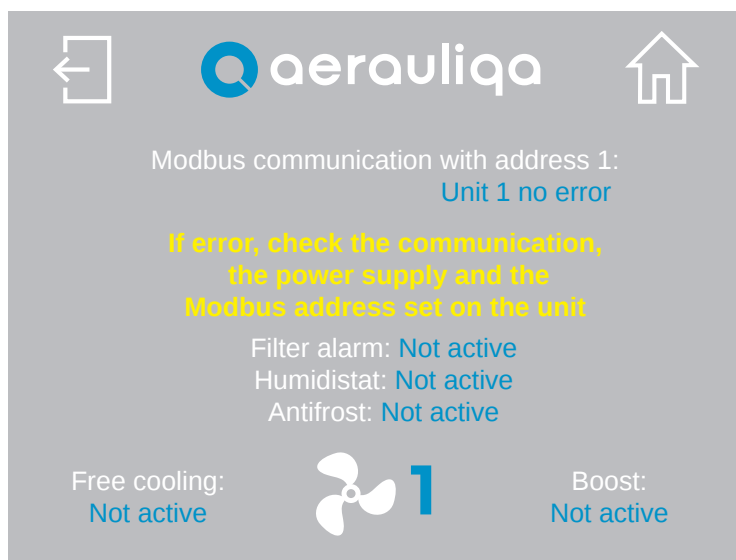 aerauliqa
Modbus communication with address 1:
Unit 1 no error
If error, check the communication,
the power supply and the
Modbus address set on the unit
Filter alarm: Not active
Humidistat: Not active
Antifrost: Not active
Free cooling:
Not active
1
Boost:
Not active